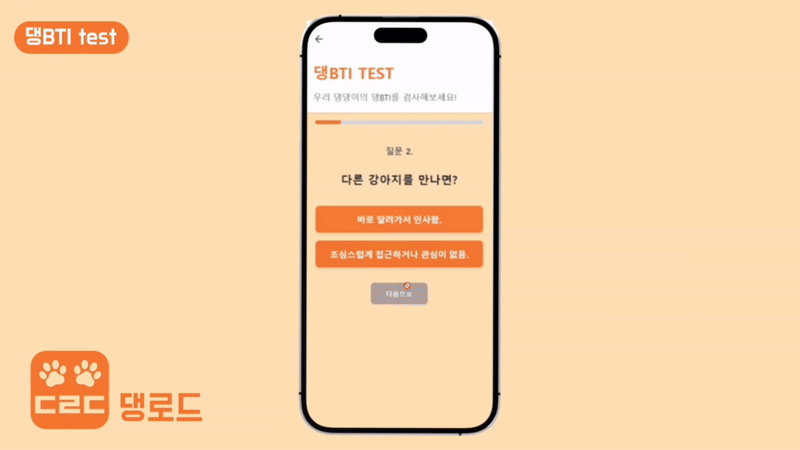 댕BTI test
댕BTI TEST
우리 댕댕이의 댕BTI를 검사해보세요!
질문 2.
다른 강아지를 만나면?
바로 달려가서 인사함.
조심스럽게 접근하거나 관심이 없음.
다음으로
ㄷㄹㄷ
댕로드